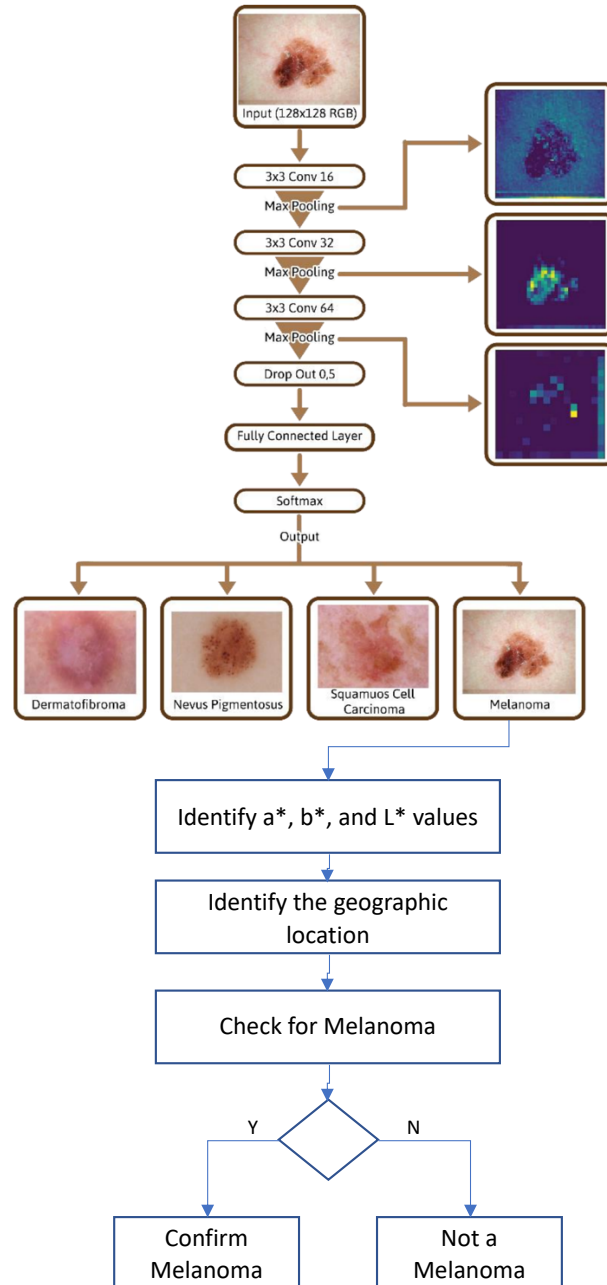 Input (128x128 RGB)
3x3 Conv 16
Max Pooling
3x3 Conv 32
Max Pooling
3x3 Conv 64
Max Pooling
Drop Out 0,5
Fully Connected Layer
Softmax
Output
Dermatofibroma
Nevus Pigmentosus
Squamuos Cell
Carcinoma
Melanoma
Identify a*, b*, and L* values
Identify the geographic
location
Check for Melanoma
Y
N
Confirm
Melanoma
Not a
Melanoma